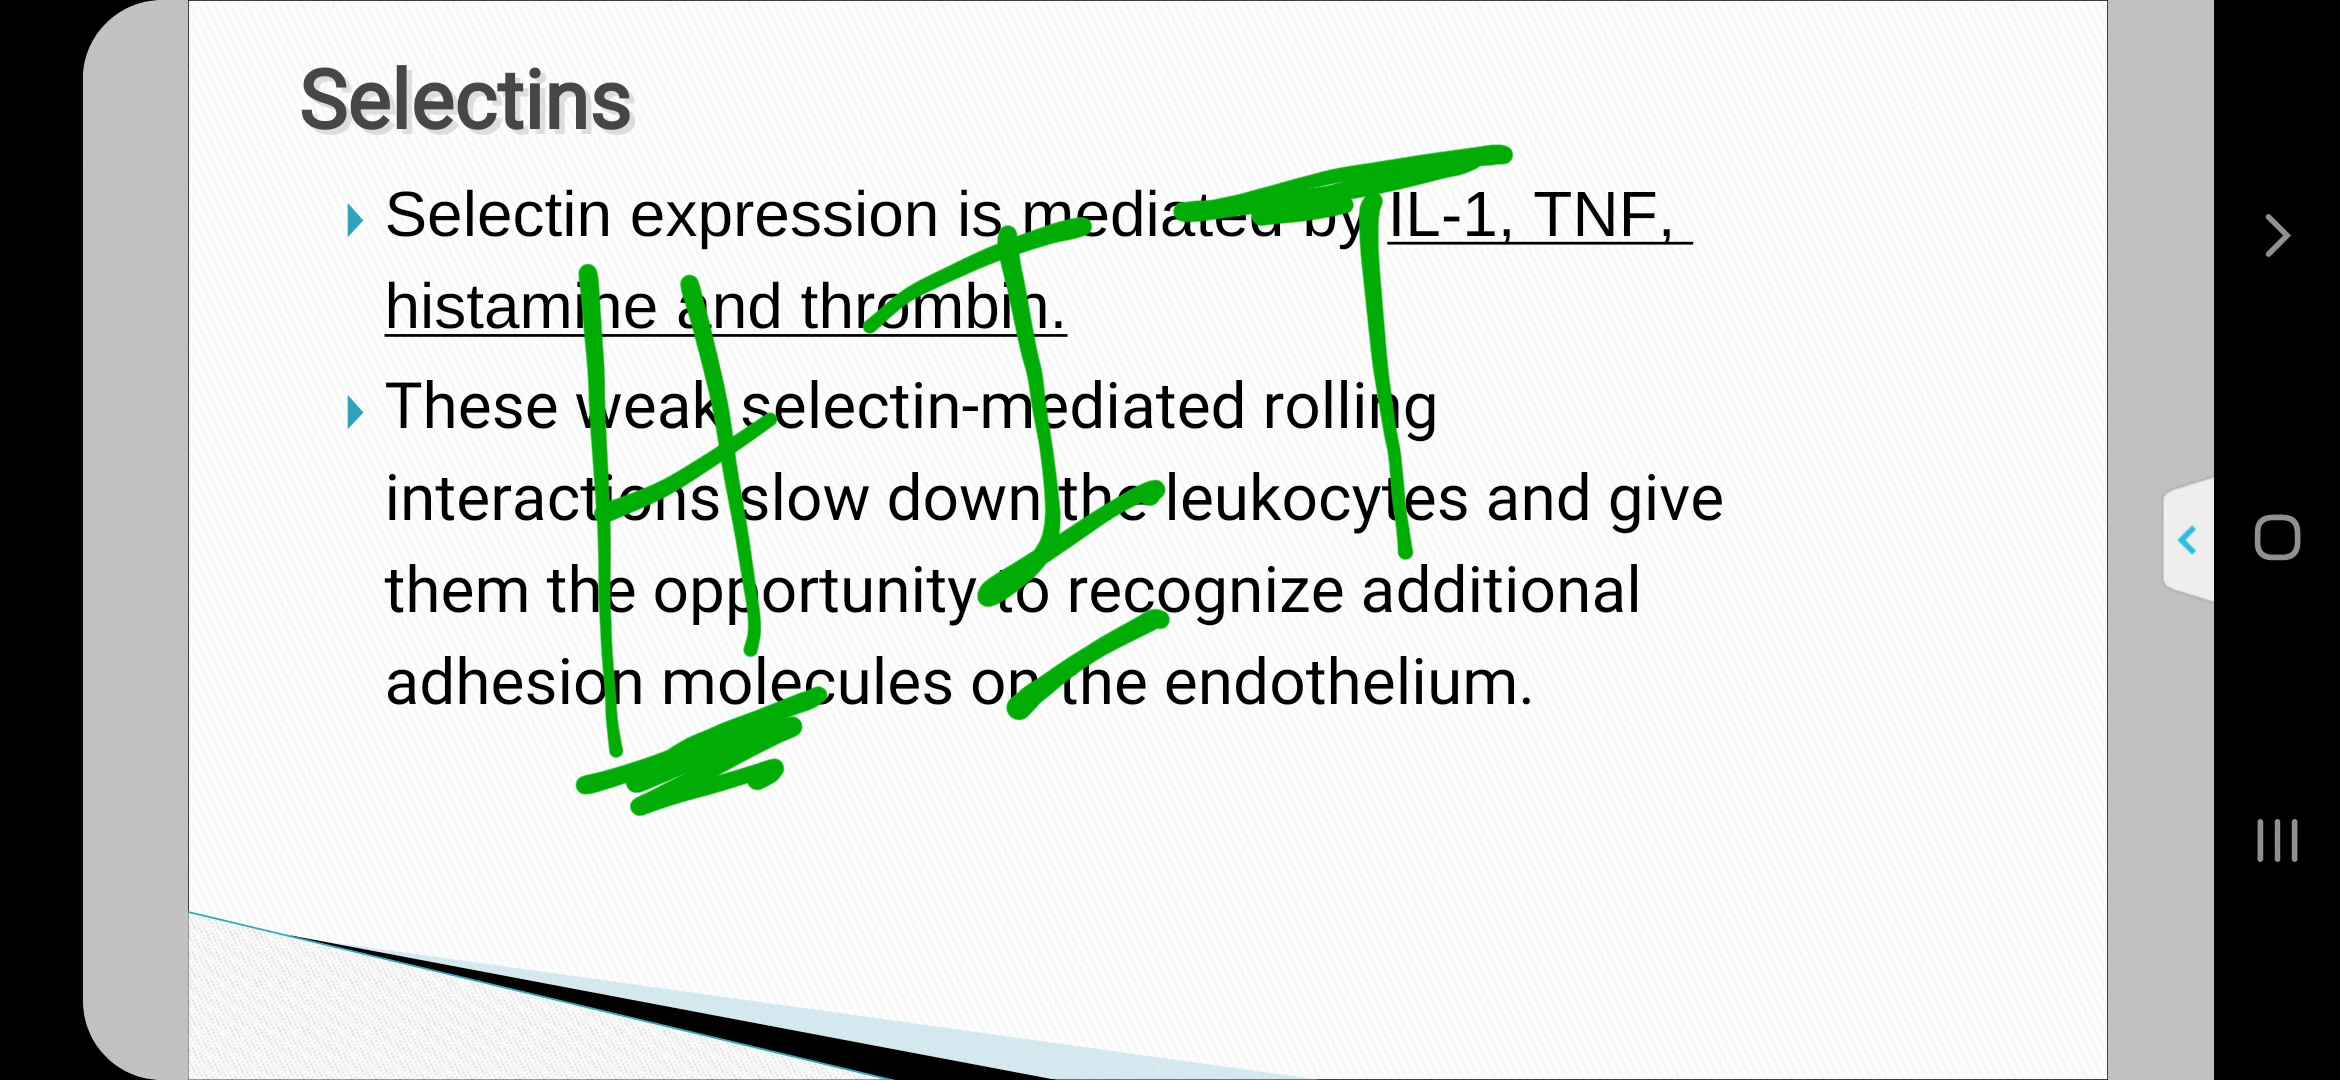 Selectins
Selectin expression is mediated by IL-1, TNF,
histamine and thrombin.
These weak selectin-mediated rolling
interactions slow down the leukocytes and give
them the opportunity to recognize additional
adhesion molecules on the endothelium.
HIT